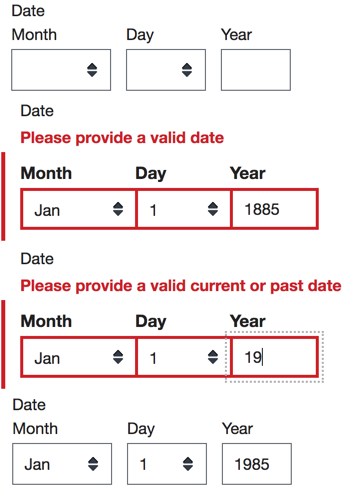 Date
Month Day Year
Date
Please provide a valid date
Month Day Year
Jan 1 1885
Date
Please provide a valid current or past date
Month Day Year
Jan 1 19
Date
Month Day Year
Jan 1 1985